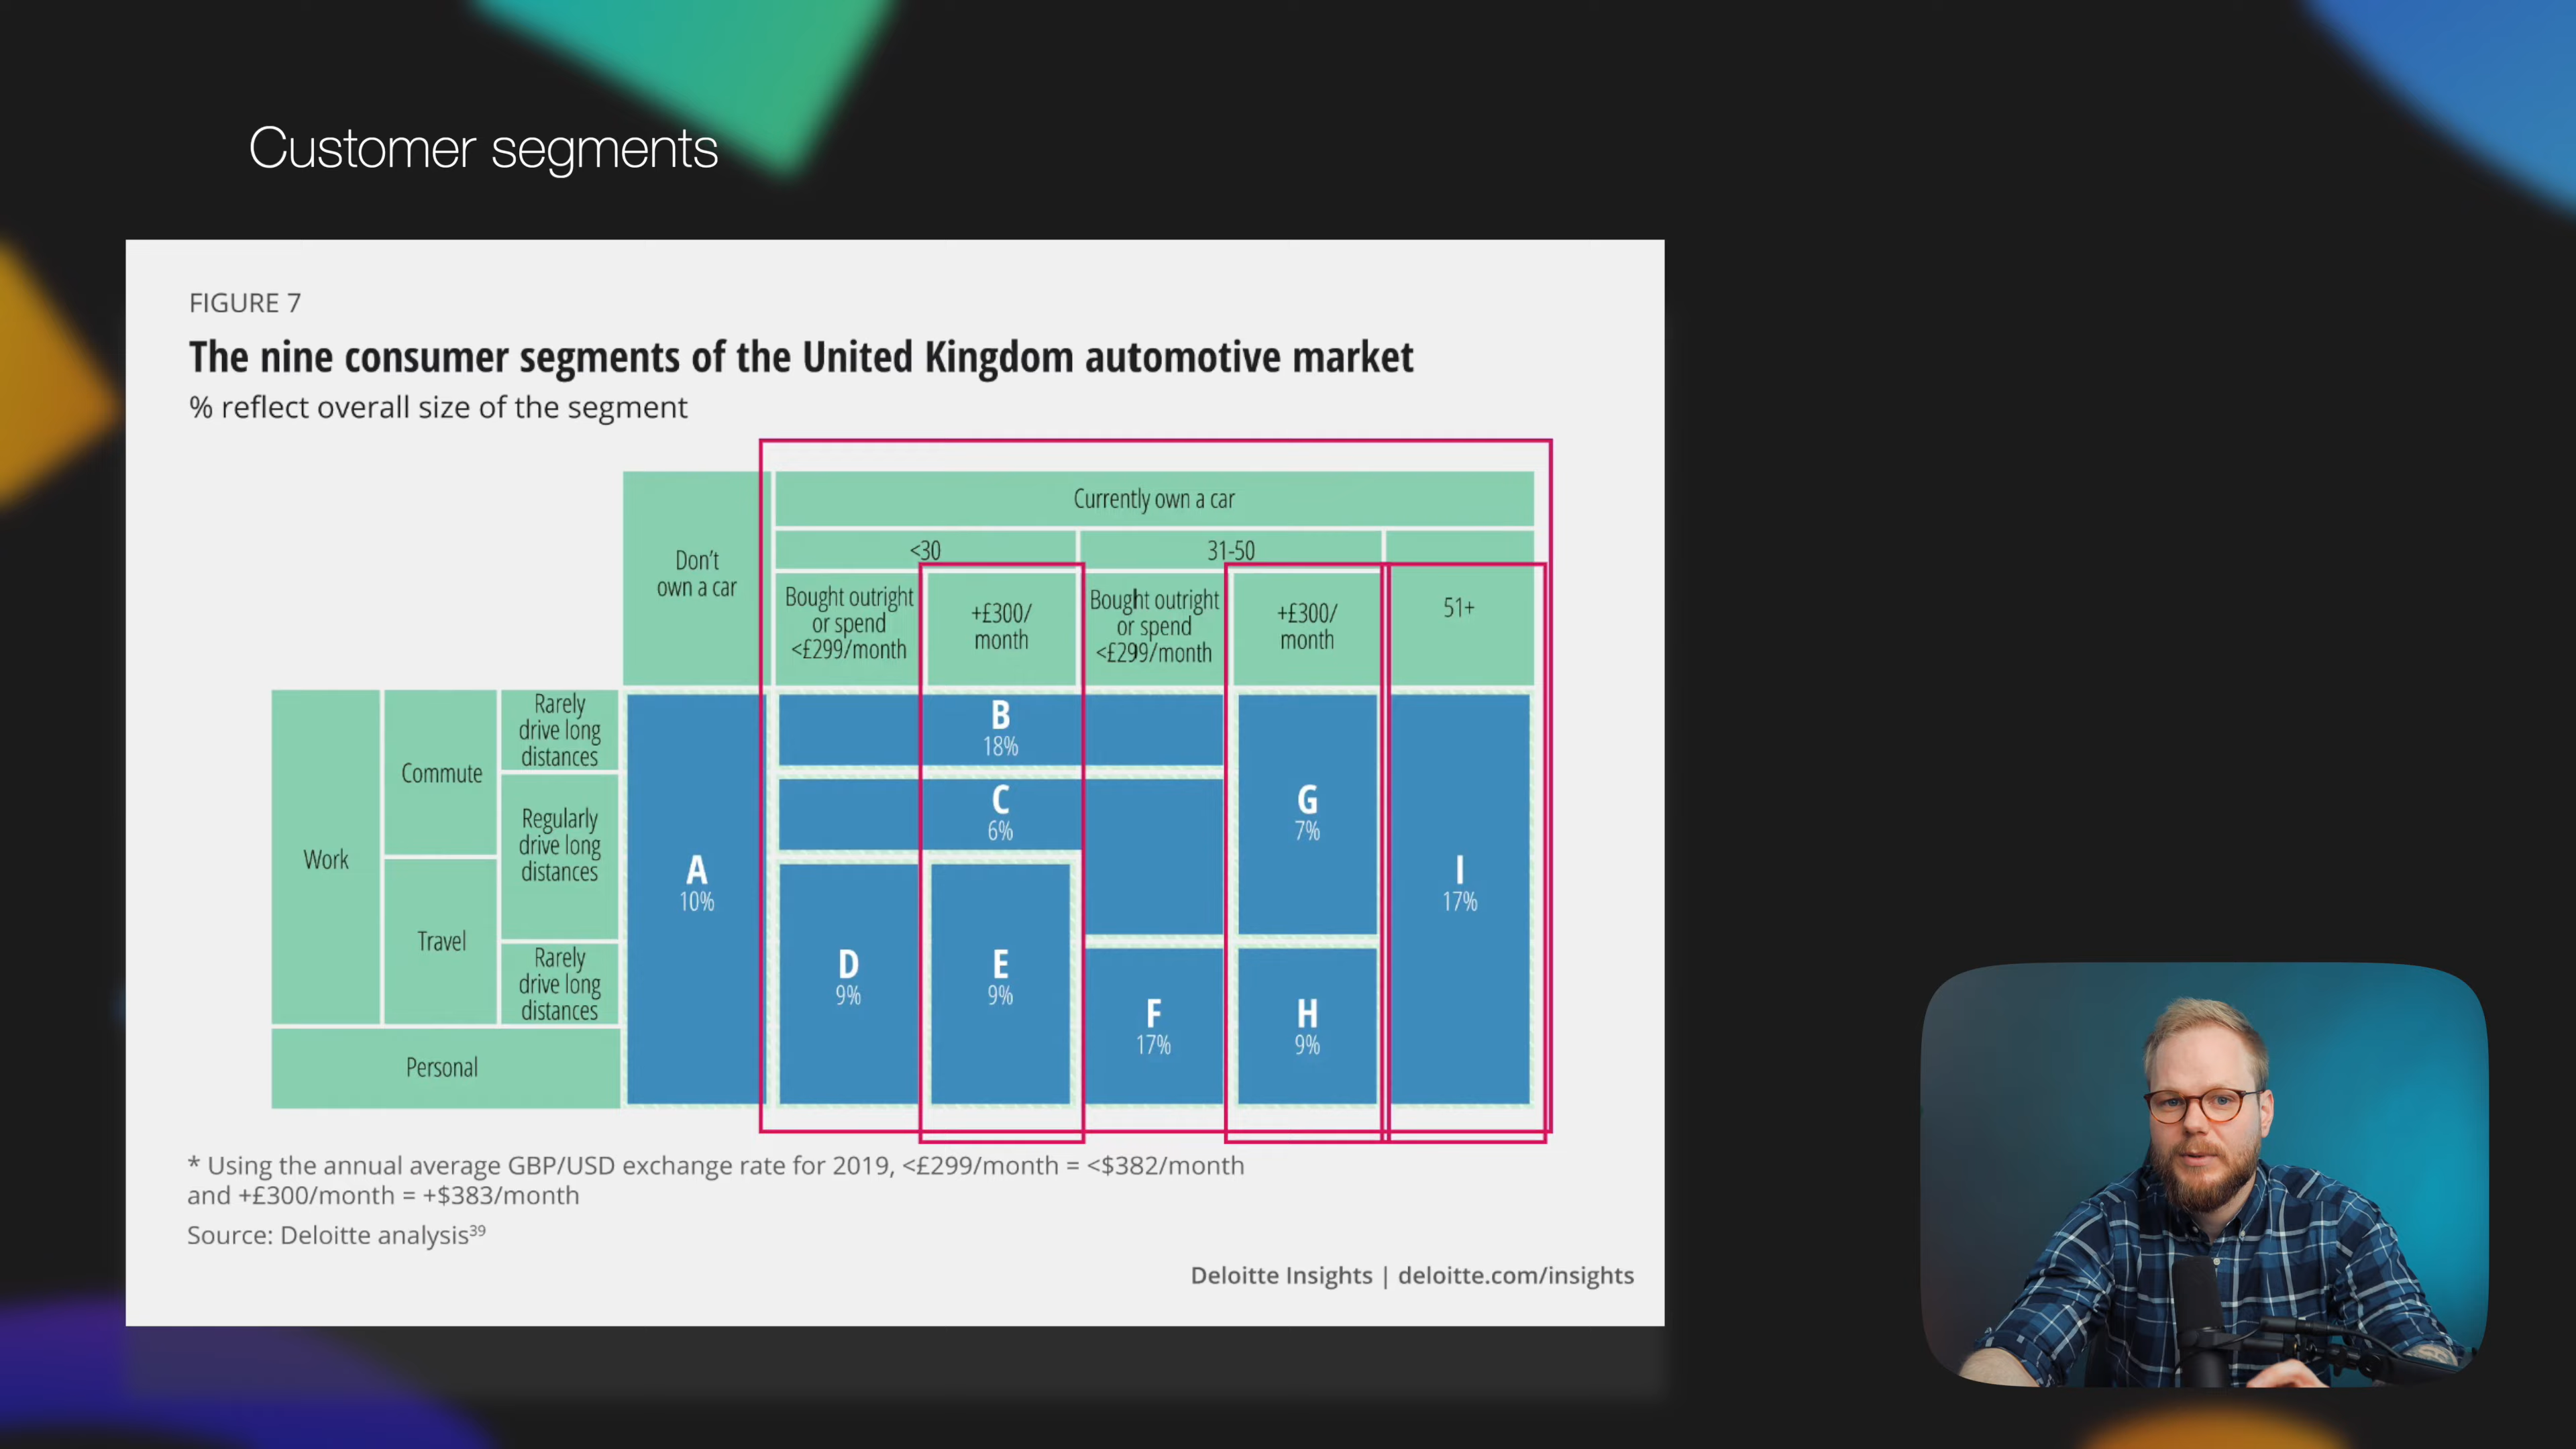 Customer segments
FIGURE 7
The nine consumer segments of the United Kingdom automotive market
% reflect overall size of the segment
Don't
own a car
Currently own a car
<30
31-50
Bought outright
or spend
<£299/month
+£300/
month
Bought outright
or spend
<£299/month
+£300/
month
51+
Work
Commute
Travel
Rarely
drive long
distances
Regularly
drive long
distances
Rarely
drive long
distances
Personal
A
10%
B
18%
C
6%
D
9%
E
9%
F
17%
G
7%
H
9%
I
17%
* Using the annual average GBP/USD exchange rate for 2019, <£299/month = <$382/month
and +£300/month = +$383/month
Source: Deloitte analysis³⁹
Deloitte Insights | deloitte.com/insights